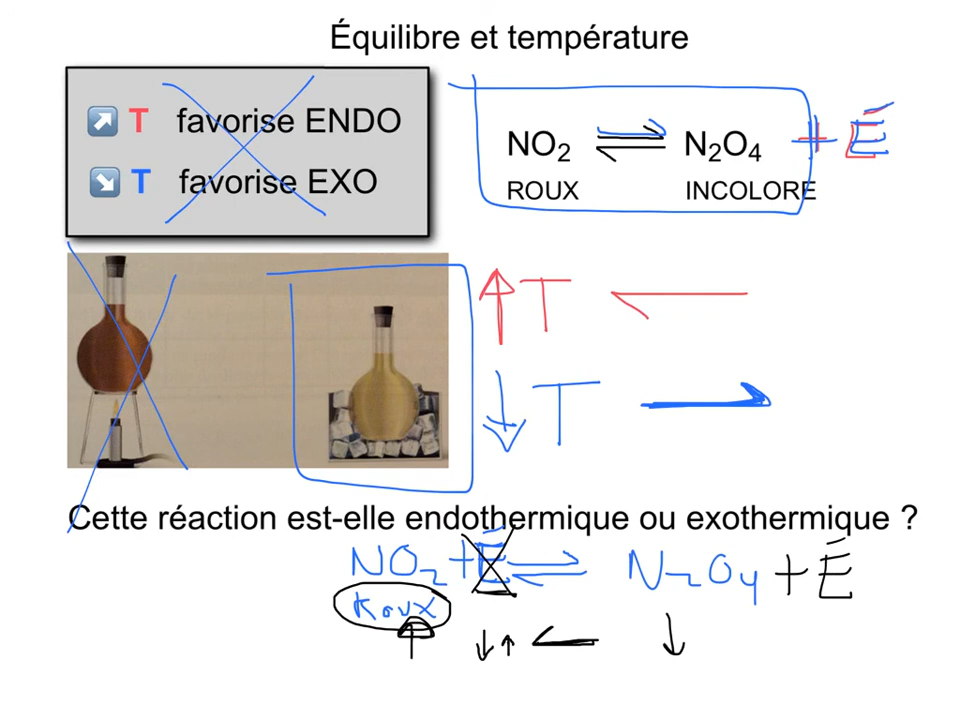 Équilibre et température
T favorise ENDO
T favorise EXO
NO₂ ⇌ N₂O₄ + É
ROUX INCOLORE
↑ T ←
↓ T →
Cette réaction est-elle endothermique ou exothermique ?
NO₂ + É ⇌ N₂O₄ + É
Roux
↑ ↓ ↑ ← ↓